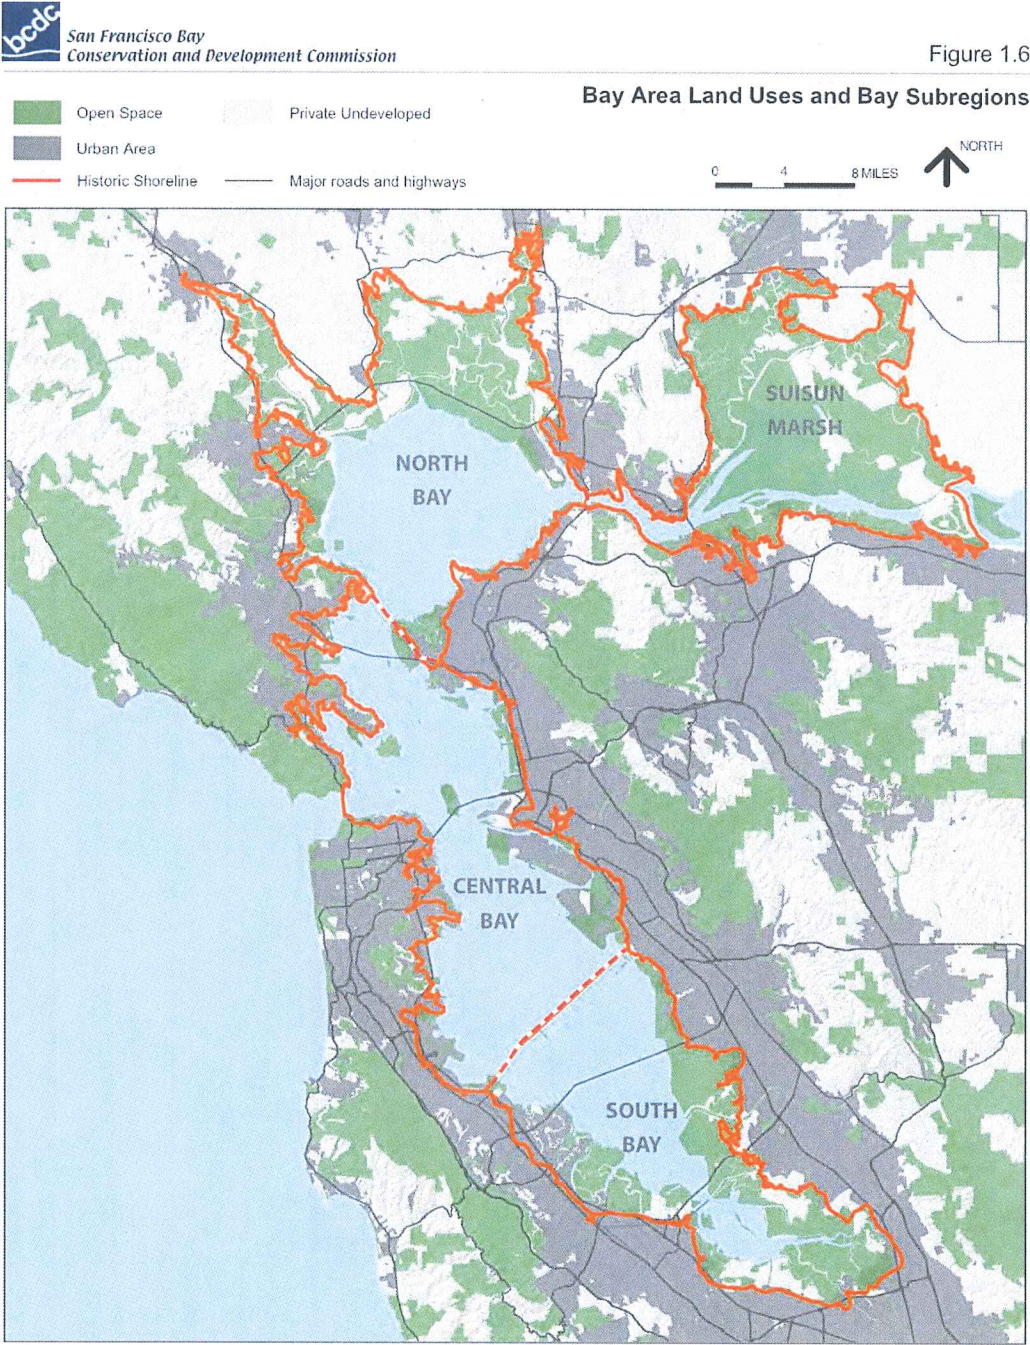 bcdc
San Francisco Bay
Conservation and Development Commission
Figure 1.6
Bay Area Land Uses and Bay Subregions
Open Space
Private Undeveloped
Urban Area
Historic Shoreline
Major roads and highways
0 4 8 MILES
NORTH
SUISUN
MARSH
NORTH
BAY
CENTRAL
BAY
SOUTH
BAY